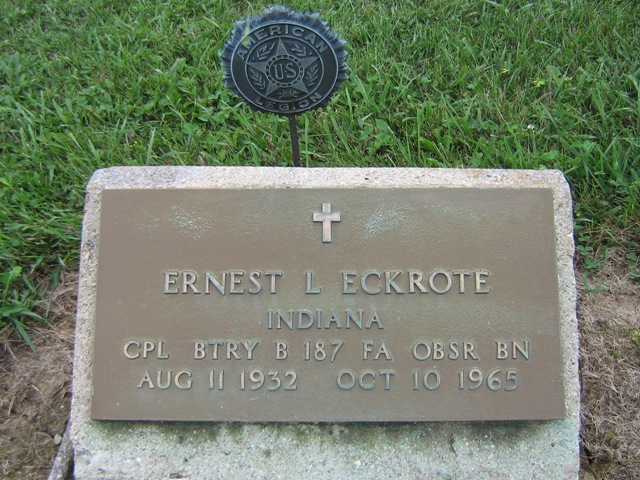 AMERICAN
US
LEGION
ERNEST L ECKROTE
INDIANA
CPL BTRY B 187 FA OBSR BN
AUG 11 1932 OCT 10 1965